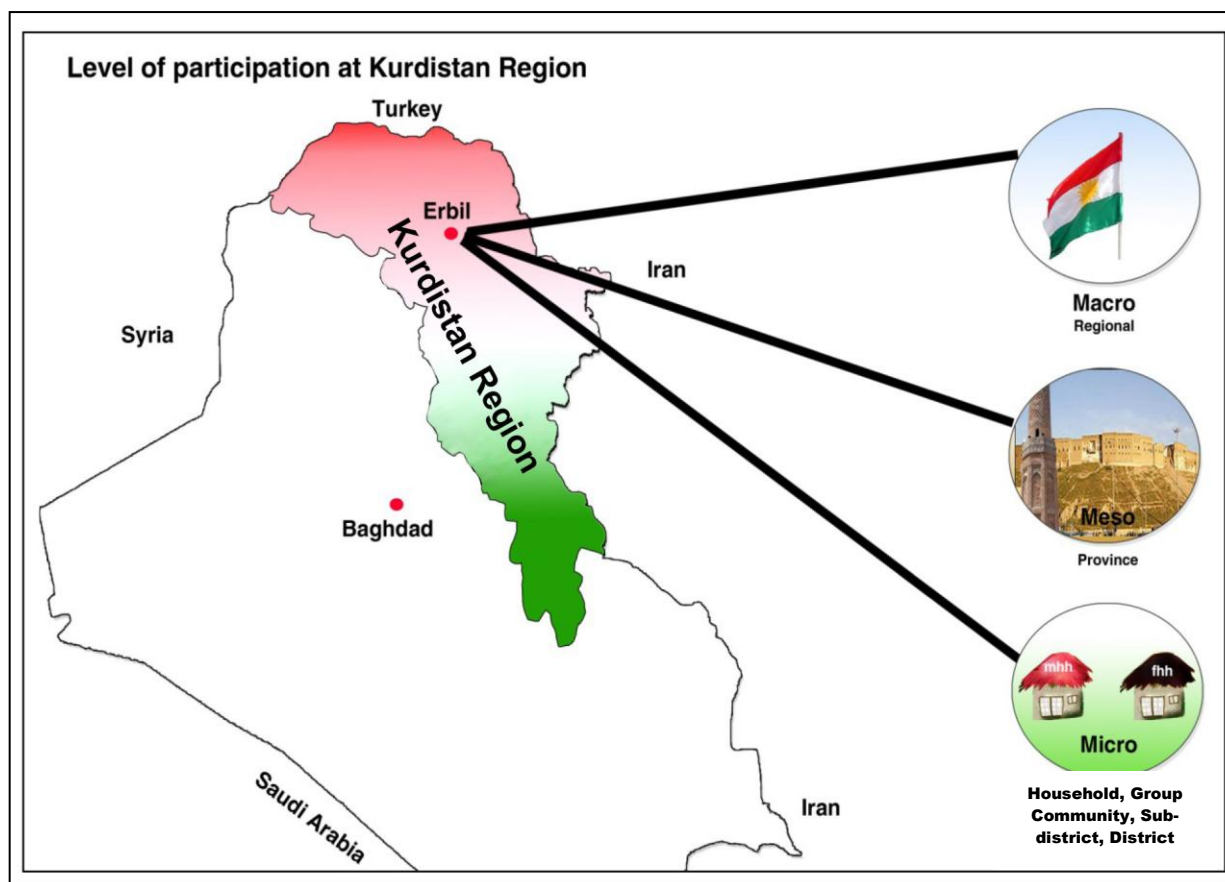 Level of participation at Kurdistan Region
Turkey
Erbil
Kurdistan Region
Iran
Syria
Baghdad
Saudi Arabia
Iran
Macro
Regional
Meso
Province
mhh
fhh
Micro
Household, Group
Community, Sub-
district, District